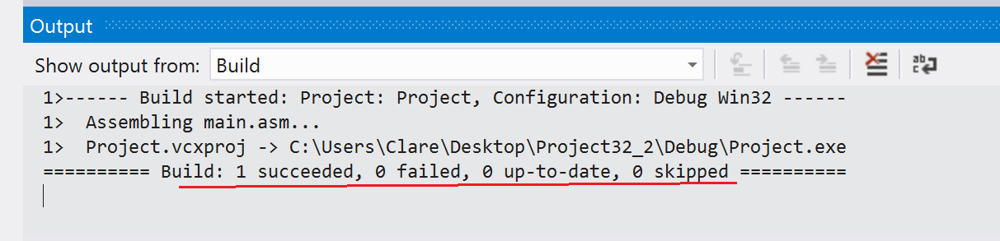 Output
Show output from: Build
1>------ Build started: Project: Project, Configuration: Debug Win32 ------
1>  Assembling main.asm...
1>  Project.vcxproj -> C:\Users\Clare\Desktop\Project32_2\Debug\Project.exe
========== Build: 1 succeeded, 0 failed, 0 up-to-date, 0 skipped ==========